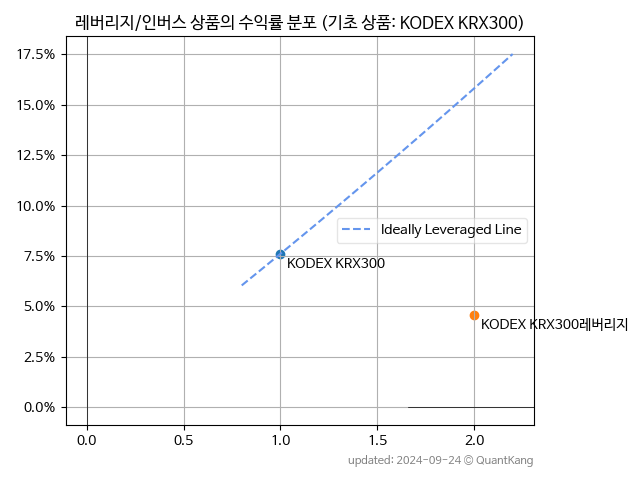 레버리지/인버스 상품의 수익률 분포 (기초 상품: KODEX KRX300)
17.5%
15.0%
12.5%
10.0%
7.5%
5.0%
2.5%
0.0%
Ideally Leveraged Line
KODEX KRX300
KODEX KRX300레버리지
0.0 0.5 1.0 1.5 2.0
updated: 2024-09-24 © QuantKang